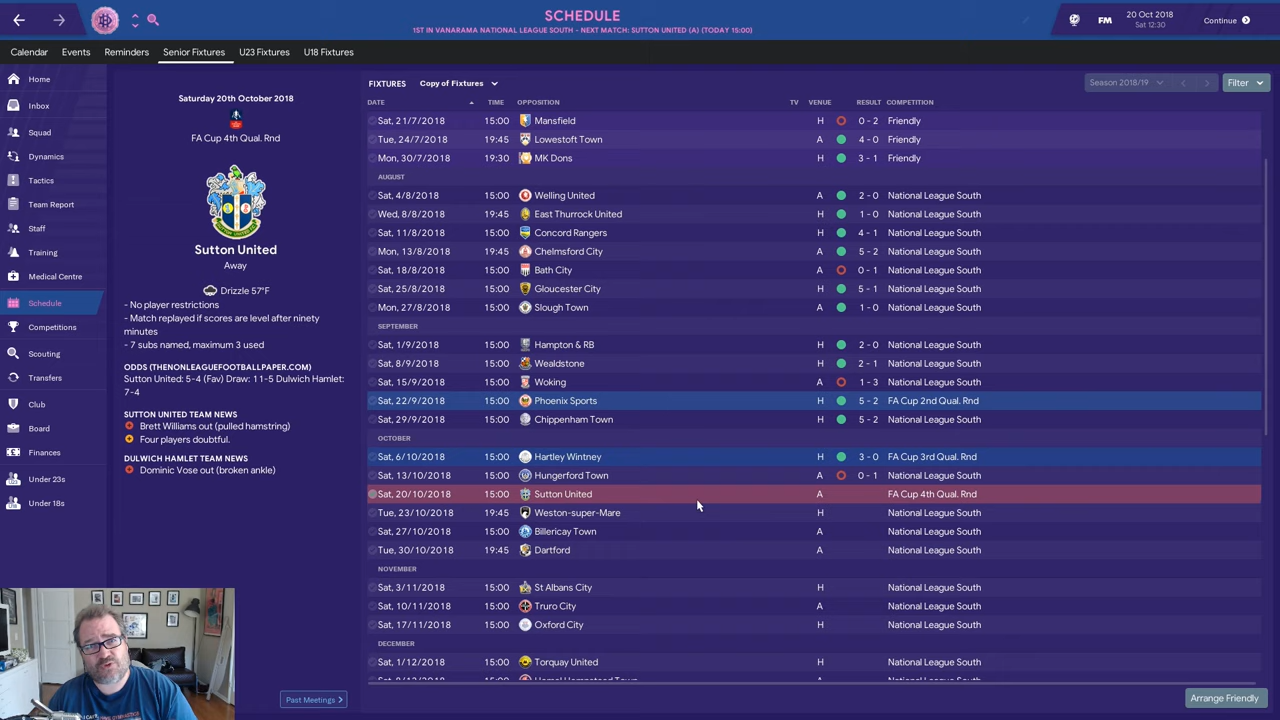 SCHEDULE
1ST IN VANARAMA NATIONAL LEAGUE SOUTH - NEXT MATCH: SUTTON UNITED (A) (TODAY 15:00)
FM
20 Oct 2018
Sat 12:30
Continue
Calendar Events Reminders Senior Fixtures U23 Fixtures U18 Fixtures
Home
Inbox
Squad
Dynamics
Tactics
Team Report
Staff
Training
Medical Centre
Schedule
Competitions
Scouting
Transfers
Club
Board
Finances
Under 23s
Under 18s
Saturday 20th October 2018
FA Cup 4th Qual. Rnd
Sutton United
Away
Drizzle 57°F
- No player restrictions
- Match replayed if scores are level after ninety
minutes
- 7 subs named, maximum 3 used
ODDS (THENONLEAGUEFOOTBALLPAPER.COM)
Sutton United: 5-4 (Fav) Draw: 11-5 Dulwich Hamlet:
7-4
SUTTON UNITED TEAM NEWS
Brett Williams out (pulled hamstring)
Four players doubtful.
DULWICH HAMLET TEAM NEWS
Dominic Vose out (broken ankle)
Past Meetings
FIXTURES Copy of Fixtures Season 2018/19 Filter
DATE TIME OPPOSITION TV VENUE RESULT COMPETITION
Sat, 21/7/2018 15:00 Mansfield H 0 - 2 Friendly
Tue, 24/7/2018 19:45 Lowestoft Town A 4 - 0 Friendly
Mon, 30/7/2018 19:30 MK Dons H 3 - 1 Friendly
AUGUST
Sat, 4/8/2018 15:00 Welling United A 2 - 0 National League South
Wed, 8/8/2018 19:45 East Thurrock United H 1 - 0 National League South
Sat, 11/8/2018 15:00 Concord Rangers H 4 - 1 National League South
Mon, 13/8/2018 19:45 Chelmsford City A 5 - 2 National League South
Sat, 18/8/2018 15:00 Bath City A 0 - 1 National League South
Sat, 25/8/2018 15:00 Gloucester City H 5 - 1 National League South
Mon, 27/8/2018 15:00 Slough Town A 1 - 0 National League South
SEPTEMBER
Sat, 1/9/2018 15:00 Hampton & RB H 2 - 0 National League South
Sat, 8/9/2018 15:00 Wealdstone H 2 - 1 National League South
Sat, 15/9/2018 15:00 Woking A 1 - 3 National League South
Sat, 22/9/2018 15:00 Phoenix Sports H 5 - 2 FA Cup 2nd Qual. Rnd
Sat, 29/9/2018 15:00 Chippenham Town H 5 - 2 National League South
OCTOBER
Sat, 6/10/2018 15:00 Hartley Wintney H 3 - 0 FA Cup 3rd Qual. Rnd
Sat, 13/10/2018 15:00 Hungerford Town A 0 - 1 National League South
Sat, 20/10/2018 15:00 Sutton United A FA Cup 4th Qual. Rnd
Tue, 23/10/2018 19:45 Weston-super-Mare H National League South
Sat, 27/10/2018 15:00 Billericay Town A National League South
Tue, 30/10/2018 19:45 Dartford A National League South
NOVEMBER
Sat, 3/11/2018 15:00 St Albans City H National League South
Sat, 10/11/2018 15:00 Truro City A National League South
Sat, 17/11/2018 15:00 Oxford City H National League South
DECEMBER
Sat, 1/12/2018 15:00 Torquay United H National League South
Arrange Friendly